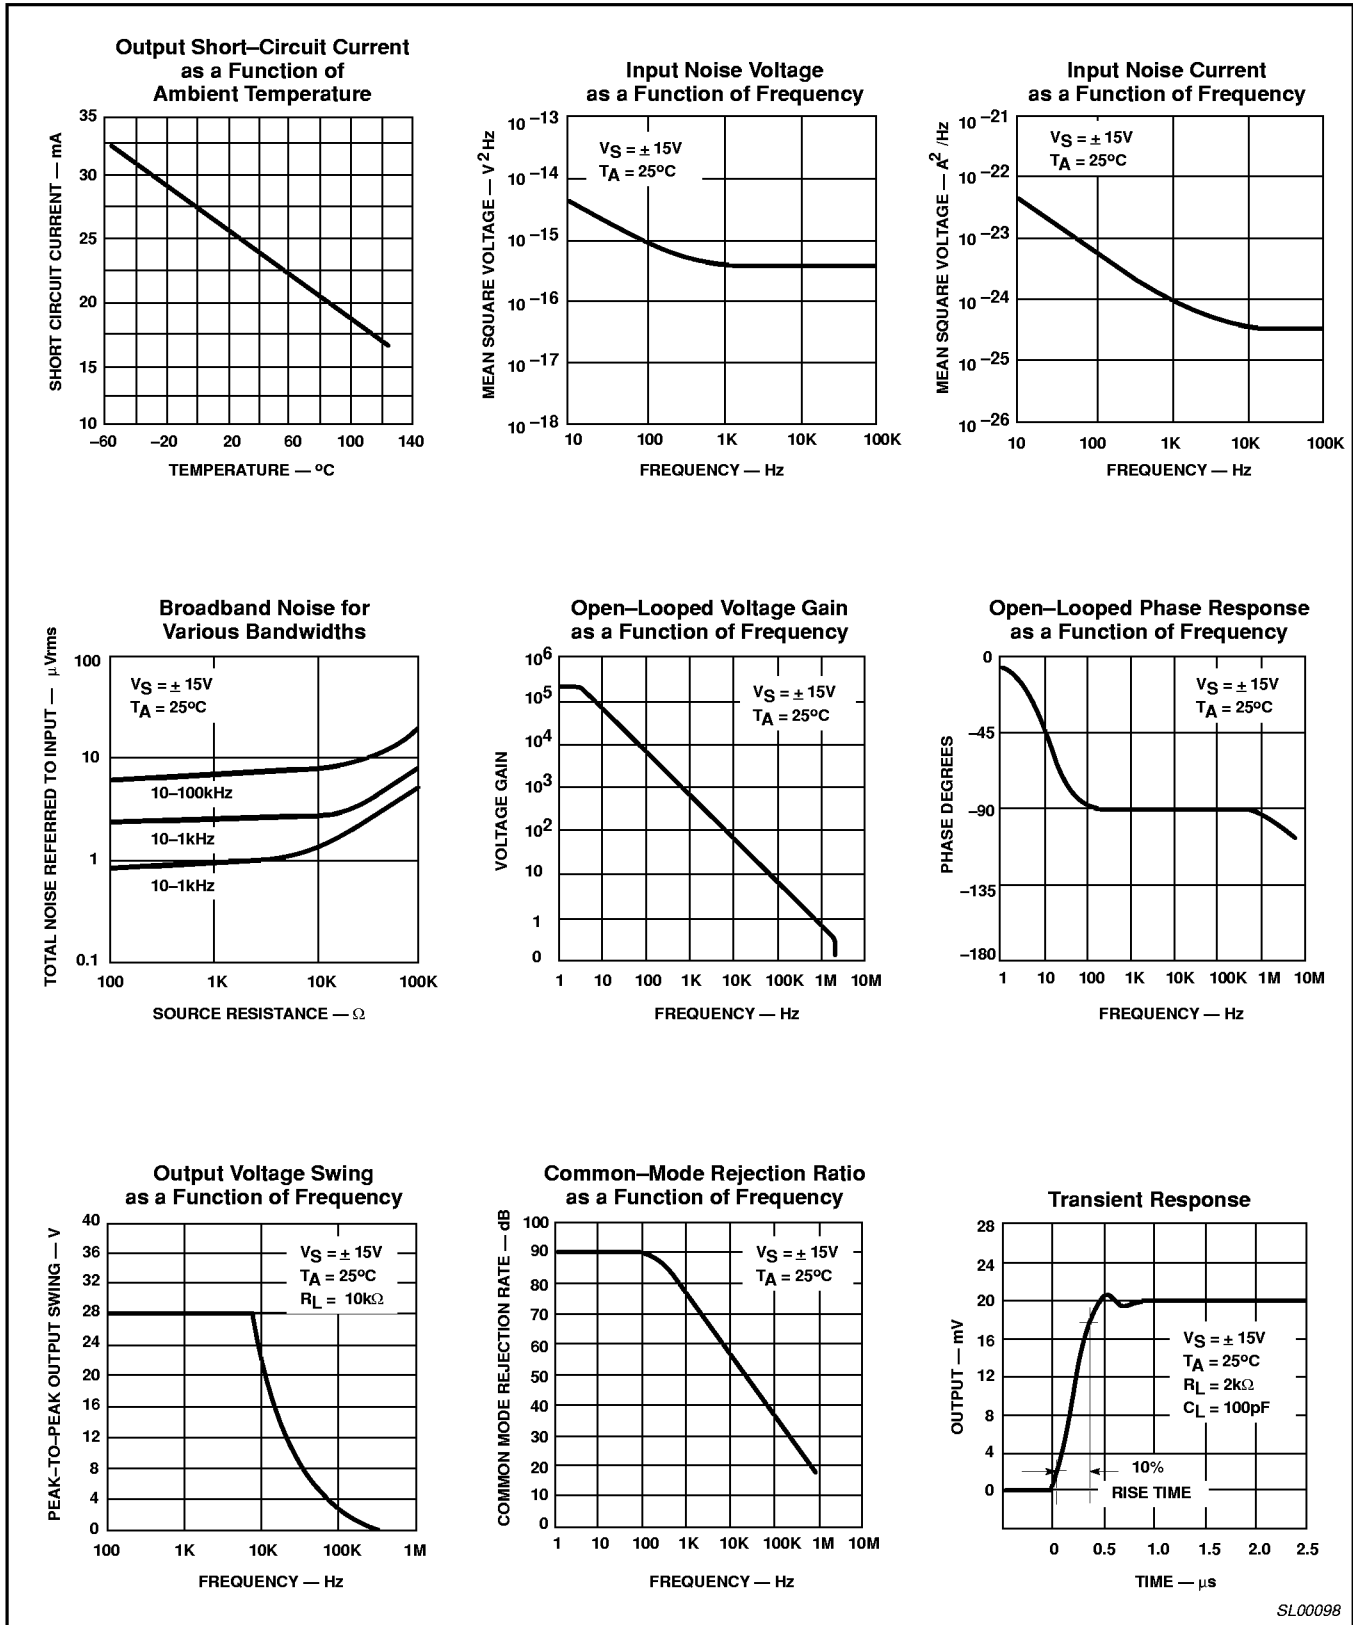 Output Short–Circuit Current
as a Function of
Ambient Temperature
SHORT CIRCUIT CURRENT — mA
35
30
25
20
15
10
–60
–20
20
60
100
140
TEMPERATURE — °C
Input Noise Voltage
as a Function of Frequency
MEAN SQUARE VOLTAGE — V² Hz
10 –13
10 –14
10 –15
10 –16
10 –17
10 –18
VS = ± 15V
TA = 25°C
10
100
1K
10K
100K
FREQUENCY — Hz
Input Noise Current
as a Function of Frequency
MEAN SQUARE VOLTAGE — A² /Hz
10 –21
10 –22
10 –23
10 –24
10 –25
10 –26
VS = ± 15V
TA = 25°C
10
100
1K
10K
100K
FREQUENCY — Hz
Broadband Noise for
Various Bandwidths
TOTAL NOISE REFERRED TO INPUT — μVrms
100
10
1
0.1
VS = ± 15V
TA = 25°C
10–100kHz
10–1kHz
10–1kHz
100
1K
10K
100K
SOURCE RESISTANCE — Ω
Open–Looped Voltage Gain
as a Function of Frequency
VOLTAGE GAIN
10⁶
10⁵
10⁴
10³
10²
10
1
0
VS = ± 15V
TA = 25°C
1
10
100
1K
10K
100K
1M
10M
FREQUENCY — Hz
Open–Looped Phase Response
as a Function of Frequency
PHASE DEGREES
0
–45
–90
–135
–180
VS = ± 15V
TA = 25°C
1
10
100
1K
10K
100K
1M
10M
FREQUENCY — Hz
Output Voltage Swing
as a Function of Frequency
PEAK–TO–PEAK OUTPUT SWING — V
40
36
32
28
24
20
16
12
8
4
0
VS = ± 15V
TA = 25°C
RL = 10kΩ
100
1K
10K
100K
1M
FREQUENCY — Hz
Common–Mode Rejection Ratio
as a Function of Frequency
COMMON MODE REJECTION RATE — dB
100
90
80
70
60
50
40
30
20
10
0
VS = ± 15V
TA = 25°C
1
10
100
1K
10K
100K
1M
10M
FREQUENCY — Hz
Transient Response
OUTPUT — mV
28
24
20
16
12
8
4
0
VS = ± 15V
TA = 25°C
RL = 2kΩ
CL = 100pF
10%
RISE TIME
0
0.5
1.0
1.5
2.0
2.5
TIME — μs
SL00098